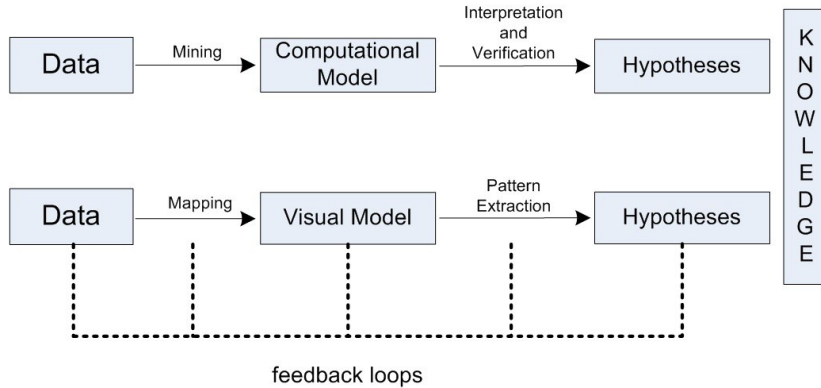 Data
Mining
Computational
Model
Interpretation
and
Verification
Hypotheses
Data
Mapping
Visual Model
Pattern
Extraction
Hypotheses
K
N
O
W
L
E
D
G
E
feedback loops